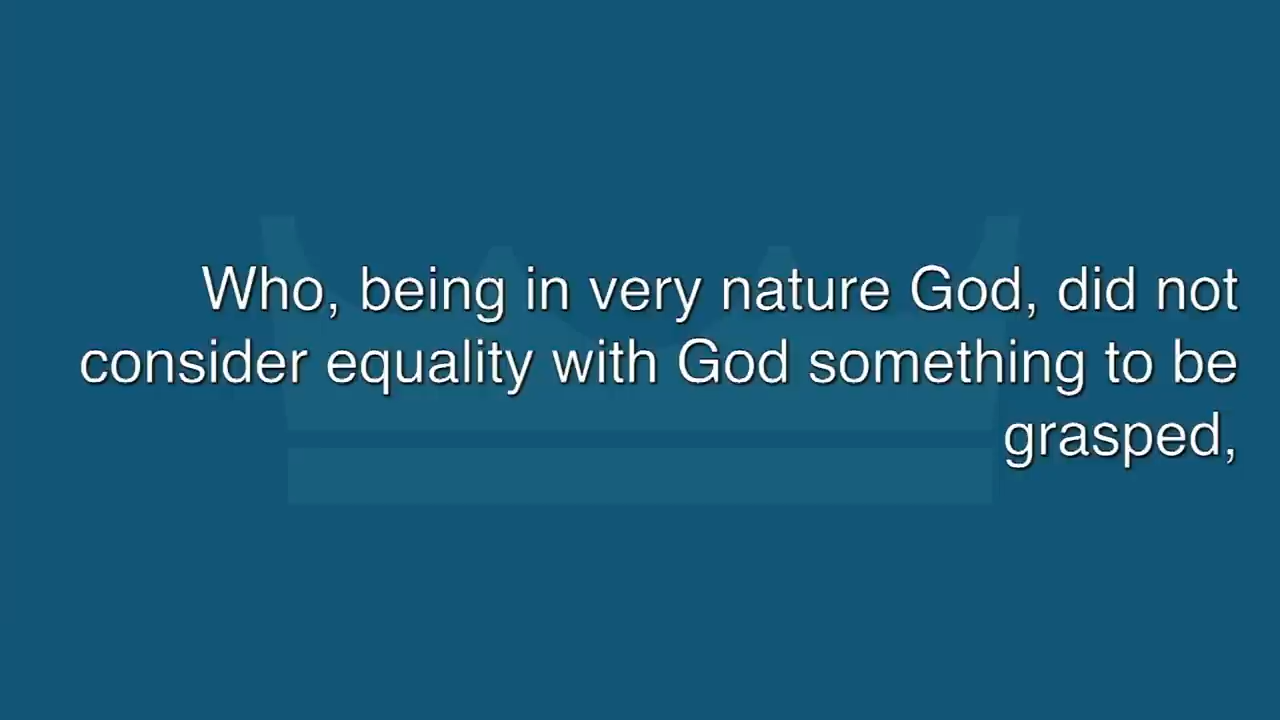 Who, being in very nature God, did not
consider equality with God something to be
grasped,